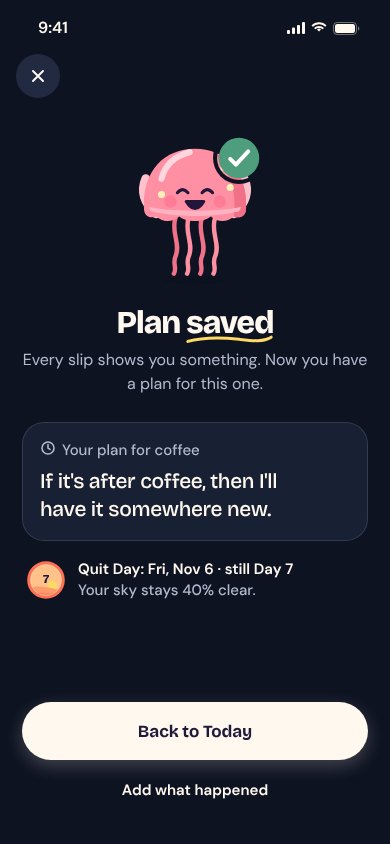 9:41
Plan saved
Every slip shows you something. Now you have
a plan for this one.
Your plan for coffee
If it's after coffee, then I'll
have it somewhere new.
7
Quit Day: Fri, Nov 6 · still Day 7
Your sky stays 40% clear.
Back to Today
Add what happened